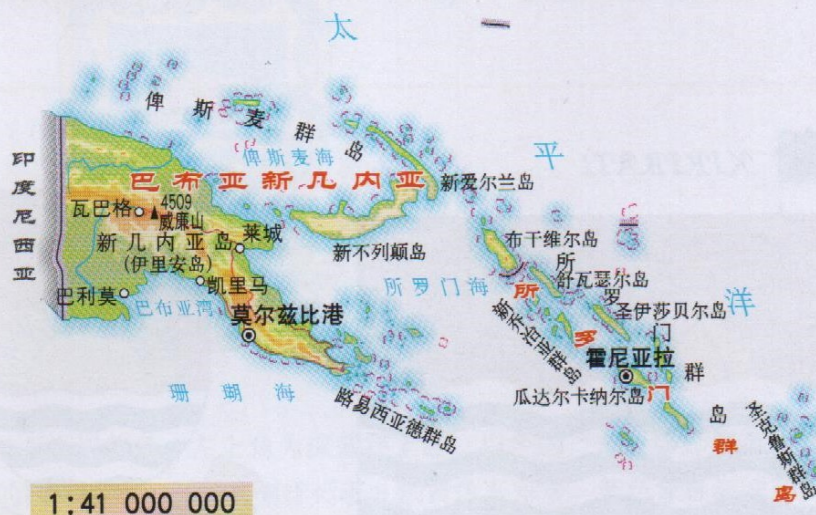 太
平
洋
俾斯麦群岛
俾斯麦海
印度尼西亚
巴布亚新几内亚
新爱尔兰岛
瓦巴格
4509
威廉山
新几内亚岛
(伊里安岛)
莱城
新不列颠岛
布干维尔岛
所罗门群岛
舒瓦瑟尔岛
凯里马
巴利莫
巴布亚湾
所罗门海
所罗门群岛
圣伊莎贝尔岛
新乔治亚群岛
莫尔兹比港
霍尼亚拉
瓜达尔卡纳尔岛
珊瑚海
路易西亚德群岛
圣克鲁斯群岛
1:41 000 000